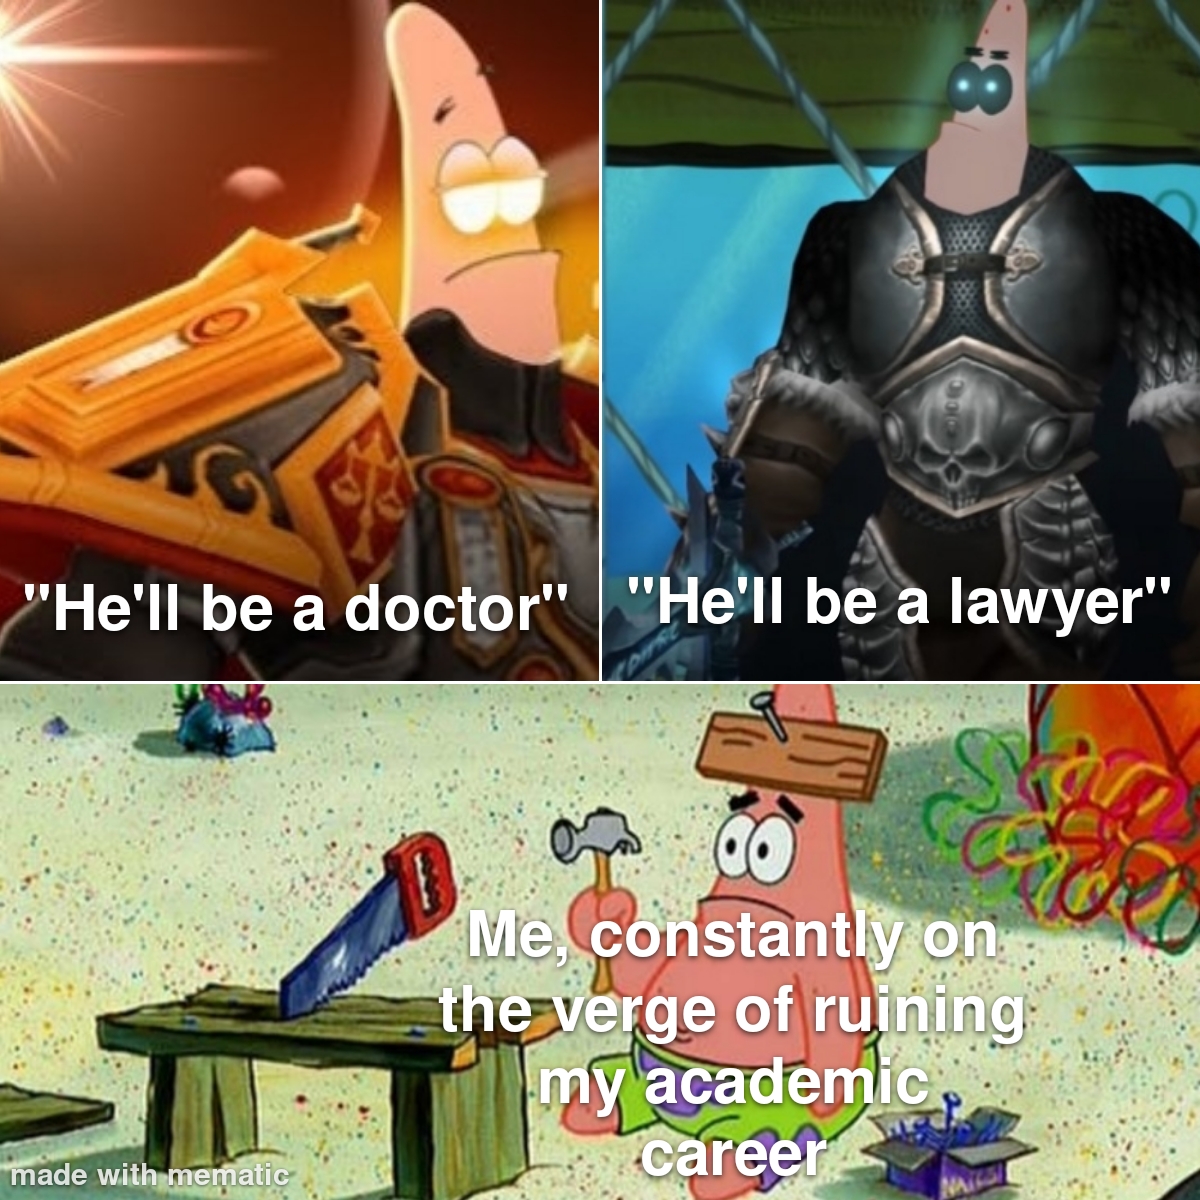 "He'll be a doctor"
"He'll be a lawyer"
Me, constantly on
the verge of ruining
my academic
career
made with mematic